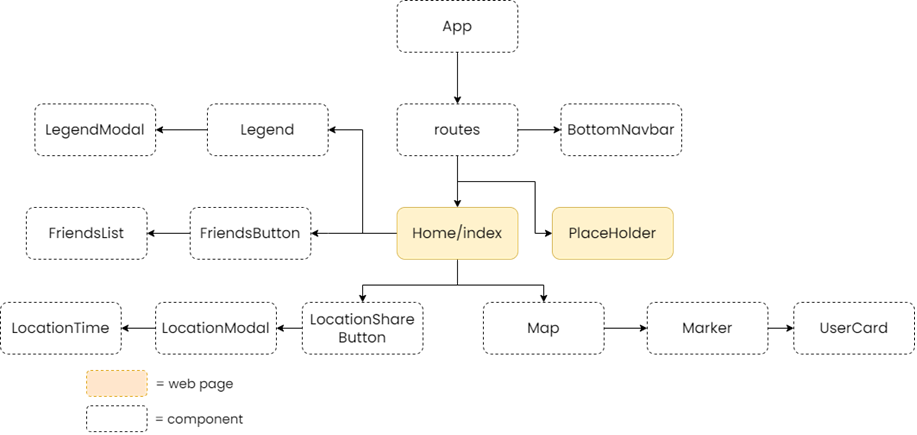 App
LegendModal
Legend
routes
BottomNavbar
FriendsList
FriendsButton
Home/index
PlaceHolder
LocationTime
LocationModal
LocationShare
Button
Map
Marker
UserCard
= web page
= component